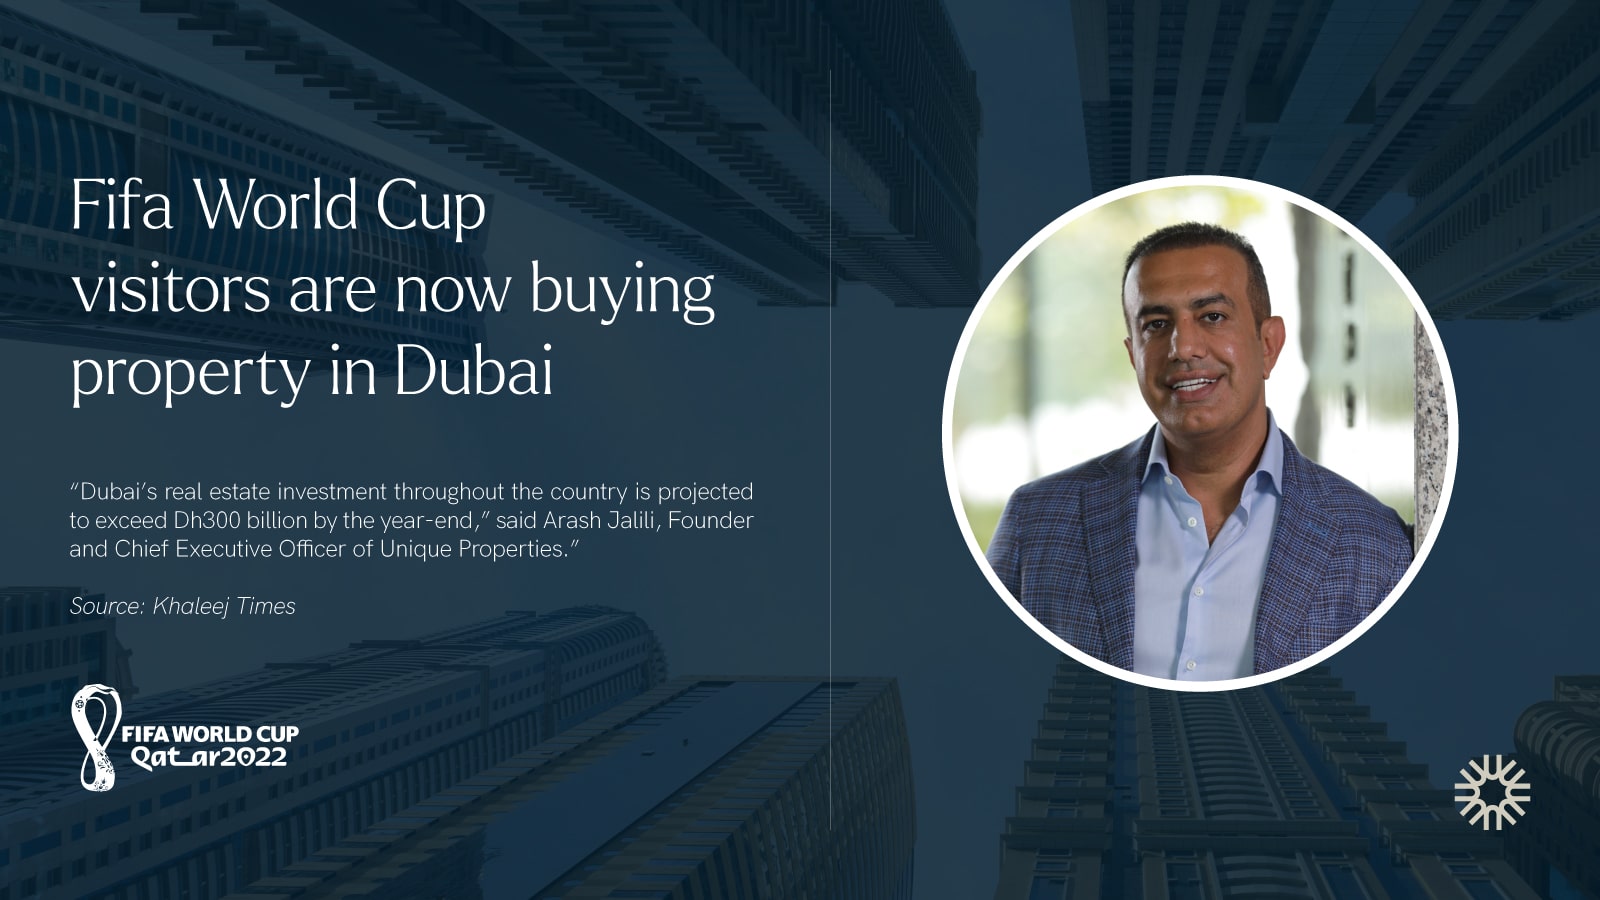 Fifa World Cup
visitors are now buying
property in Dubai
“Dubai’s real estate investment throughout the country is projected
to exceed Dh300 billion by the year-end,” said Arash Jalili, Founder
and Chief Executive Officer of Unique Properties.”
Source: Khaleej Times
FIFA WORLD CUP
Qatar2022